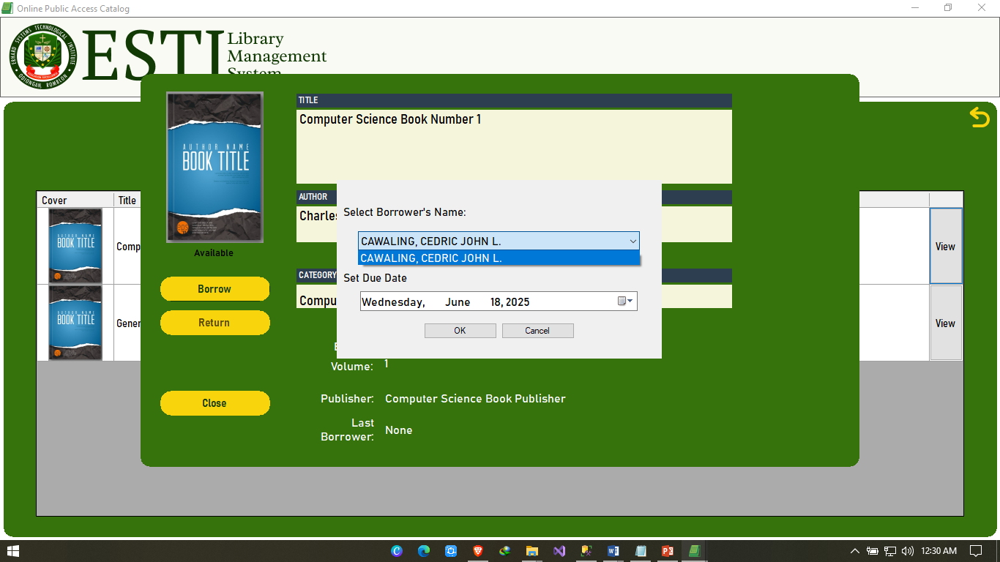 Online Public Access Catalog
ESTI
Library
Management
System
ERHARD SYSTEMS TECHNOLOGICAL INSTITUTE
ODIONGAN, ROMBLON
AUTHOR NAME
BOOK TITLE
Available
Borrow
Return
Close
TITLE
Computer Science Book Number 1
AUTHOR
Charles
CATEGORY
Compu
Select Borrower's Name:
CAWALING, CEDRIC JOHN L.
CAWALING, CEDRIC JOHN L.
Set Due Date
Wednesday, June 18, 2025
OK Cancel
Volume: 1
Publisher: Computer Science Book Publisher
Last
Borrower: None
Cover Title
AUTHOR NAME
BOOK TITLE
Comp
View
AUTHOR NAME
BOOK TITLE
Gener
View
12:30 AM